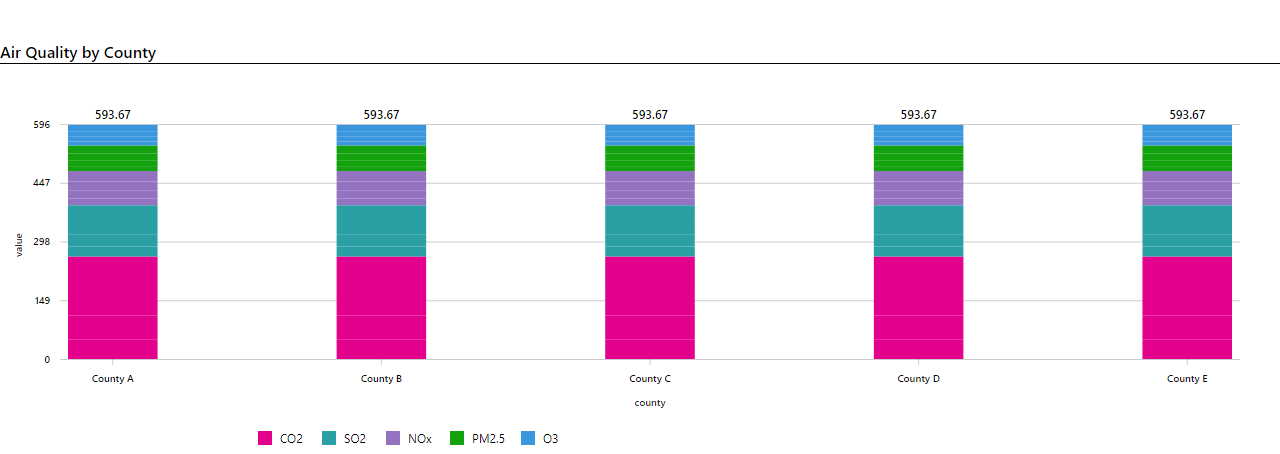 Air Quality by County
593.67 593.67 593.67 593.67 593.67
596
447
298
149
0
value
County A County B County C County D County E
county
CO2 SO2 NOx PM2.5 O3